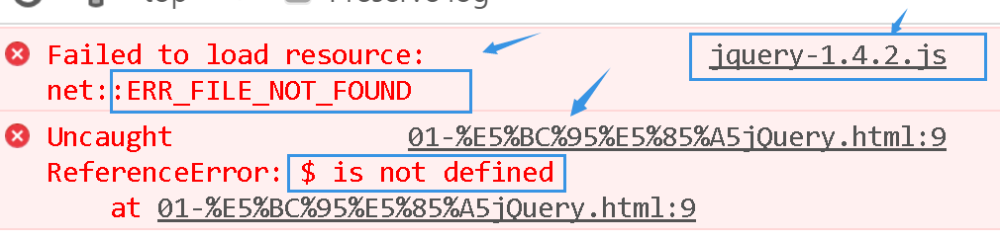 top Preserve log
Failed to load resource: jquery-1.4.2.js
net::ERR_FILE_NOT_FOUND
Uncaught 01-%E5%BC%95%E5%85%A5jQuery.html:9
ReferenceError: $ is not defined
at 01-%E5%BC%95%E5%85%A5jQuery.html:9